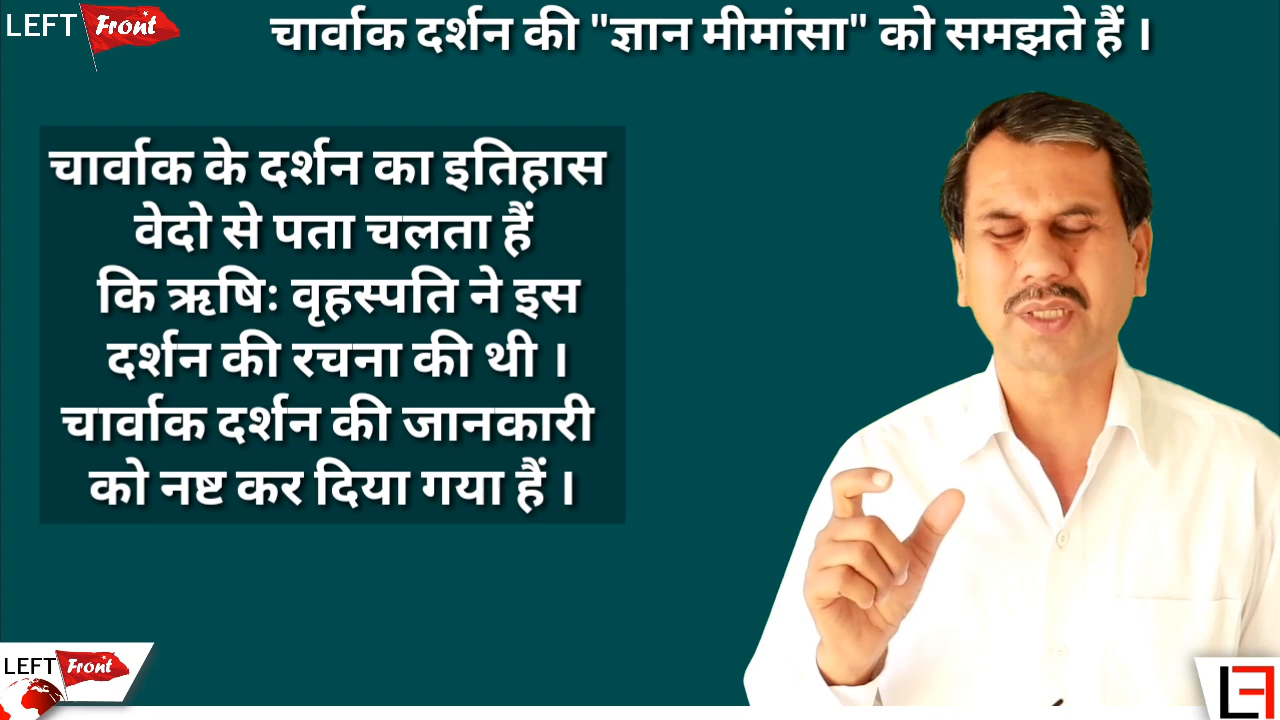 LEFT Front
चार्वाक दर्शन की "ज्ञान मीमांसा" को समझते हैं ।
चार्वाक के दर्शन का इतिहास
वेदो से पता चलता हैं
कि ऋषिः वृहस्पति ने इस
दर्शन की रचना की थी ।
चार्वाक दर्शन की जानकारी
को नष्ट कर दिया गया हैं ।
LEFT Front
LF